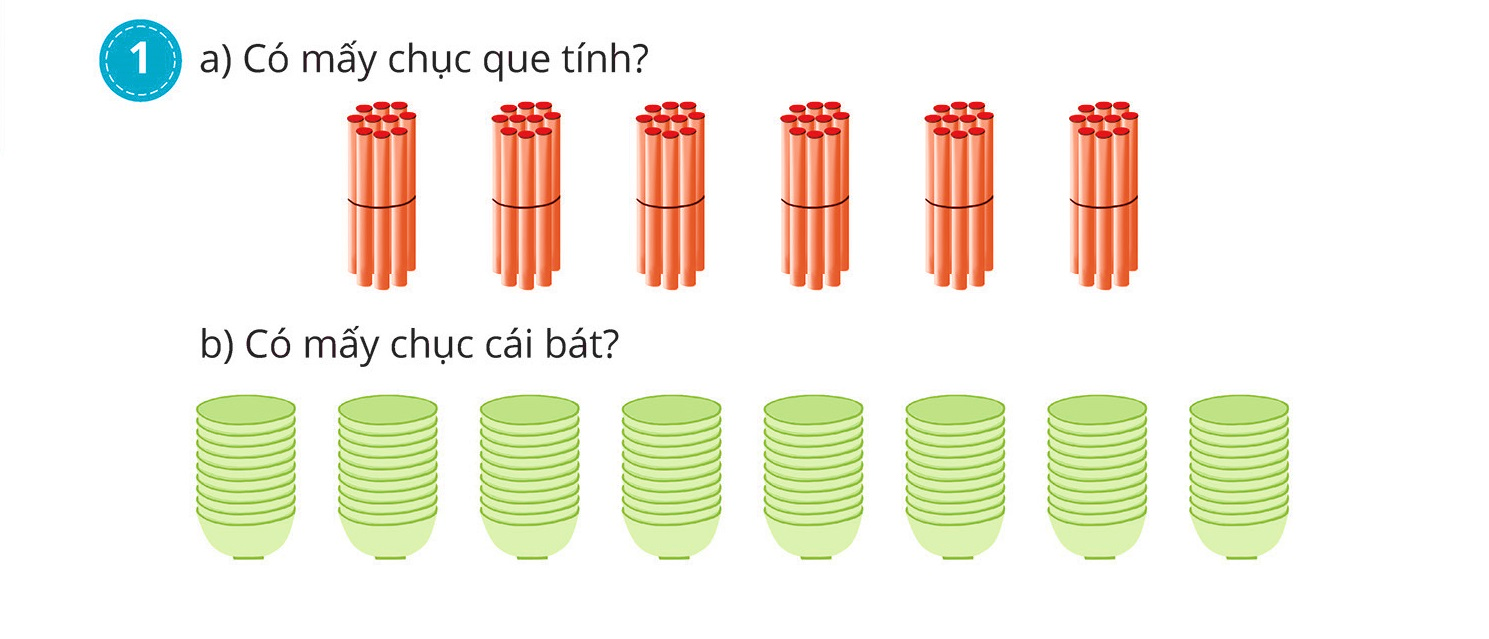 1 a) Có mấy chục que tính?
b) Có mấy chục cái bát?